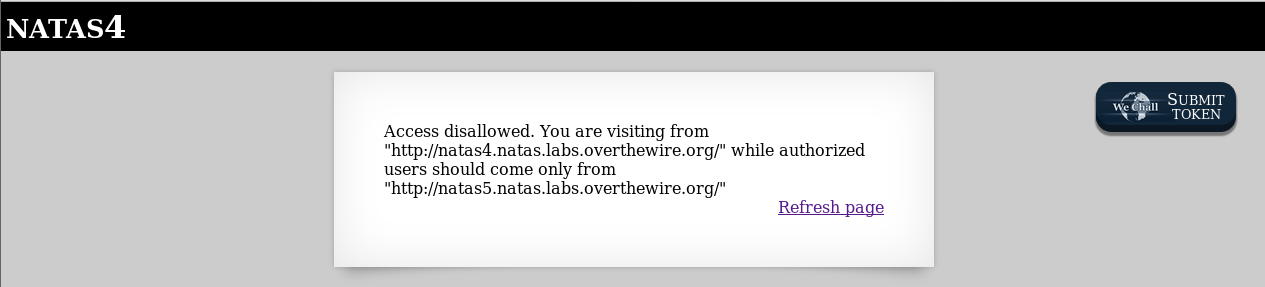 NATAS4
We Chall
SUBMIT
TOKEN
Access disallowed. You are visiting from
"http://natas4.natas.labs.overthewire.org/" while authorized
users should come only from
"http://natas5.natas.labs.overthewire.org/"
Refresh page